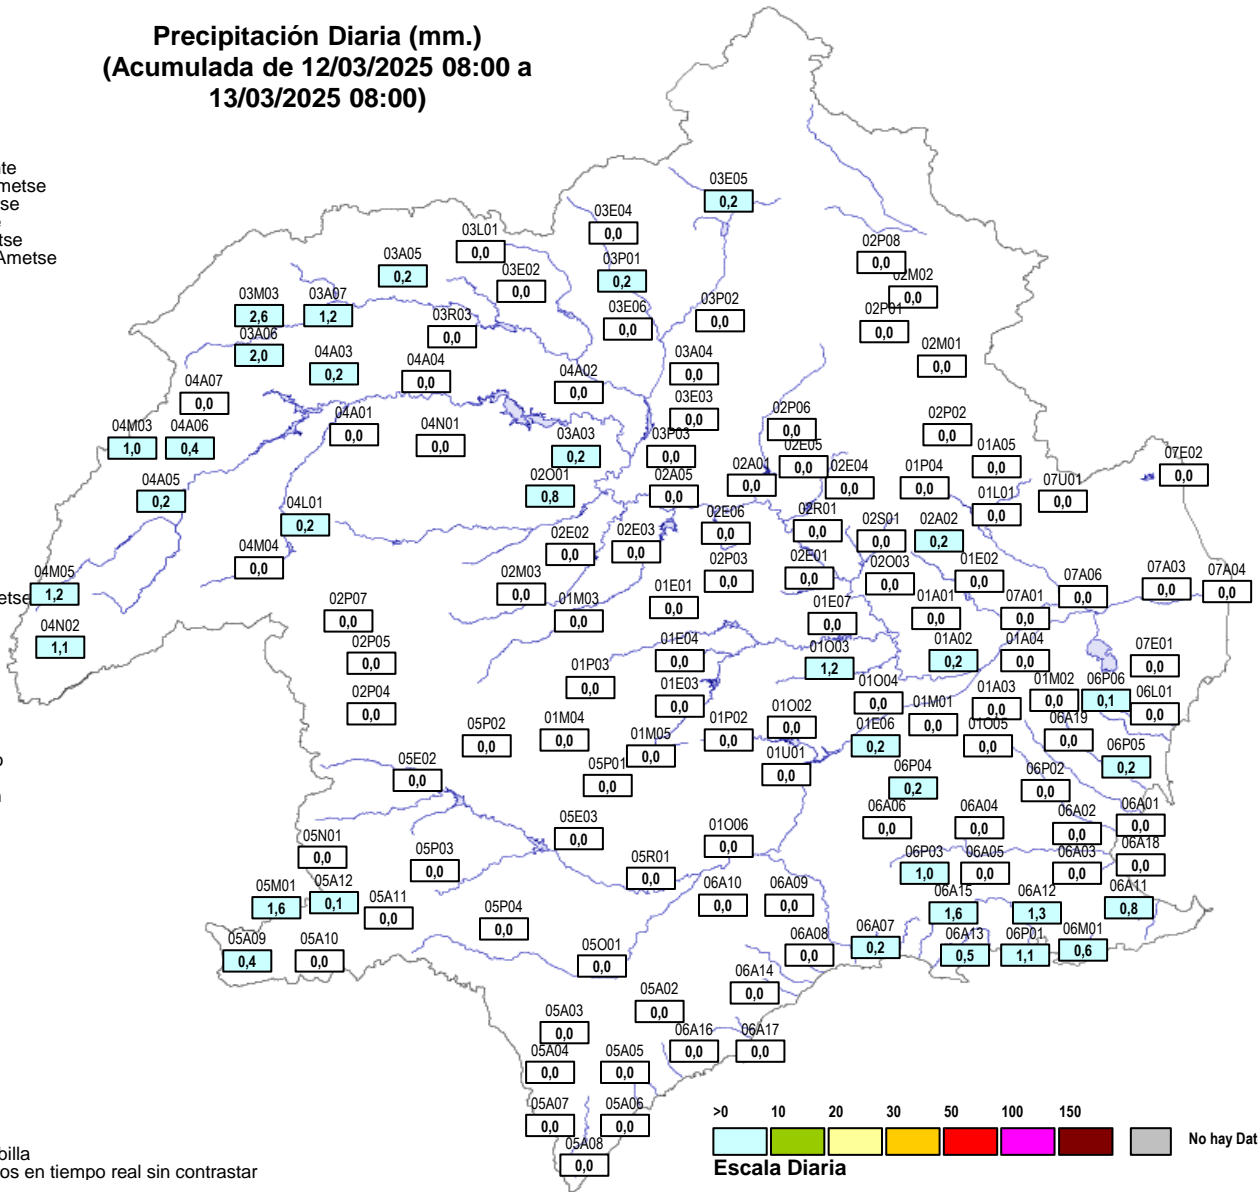 Precipitación Diaria (mm.)
(Acumulada de 12/03/2025 08:00 a
13/03/2025 08:00)
nte
metse
tse
e
tse
Ametse
03E05
0,2
03E04
0,0
03L01
0,0
03A05
0,2
03E02
0,0
03P01
0,2
02P08
0,0
02M02
0,0
03M03
2,6
03A07
1,2
03R03
0,0
03E06
0,0
03P02
0,0
02P01
0,0
03A06
2,0
04A03
0,2
04A04
0,0
04A02
0,0
03A04
0,0
02M01
0,0
04A07
0,0
04A01
0,0
04N01
0,0
03E03
0,0
02P06
0,0
02P02
0,0
04M03
1,0
04A06
0,4
03A03
0,2
03P03
0,0
02E05
0,0
01A05
0,0
07E02
0,0
04A05
0,2
02O01
0,8
02A05
0,0
02A01
0,0
02E04
0,0
01P04
0,0
07U01
0,0
04L01
0,2
01L01
0,0
02E06
0,0
02R01
0,0
02S01
0,0
02A02
0,2
04M04
0,0
02E02
0,0
02E03
0,0
04M05
1,2
etse
02M03
0,0
02P03
0,0
02E01
0,0
02O03
0,0
01E02
0,0
07A06
0,0
07A03
0,0
07A04
0,0
02P07
0,0
01M03
0,0
01E01
0,0
01E07
0,0
01A01
0,0
07A01
0,0
04N02
1,1
02P05
0,0
01E04
0,0
01O03
1,2
01A02
0,2
01A04
0,0
07E01
0,0
01P03
0,0
02P04
0,0
01E03
0,0
01O04
0,0
01A03
0,0
01M02
0,0
06P06
0,1
06L01
0,0
05P02
0,0
01M04
0,0
01M05
0,0
01P02
0,0
01O02
0,0
01E06
0,2
01M01
0,0
01O05
0,0
06A19
0,0
06P05
0,2
o
05E02
0,0
05P01
0,0
01U01
0,0
06P04
0,2
06P02
0,0
05E03
0,0
01O06
0,0
06A06
0,0
06A04
0,0
06A02
0,0
06A01
0,0
05N01
0,0
05P03
0,0
05R01
0,0
06P03
1,0
06A05
0,0
06A03
0,0
06A18
0,0
05M01
1,6
05A12
0,1
05A11
0,0
06A10
0,0
06A09
0,0
06A15
1,6
06A12
1,3
06A11
0,8
05P04
0,0
05A09
0,4
05A10
0,0
05O01
0,0
06A08
0,0
06A07
0,2
06A13
0,5
06P01
1,1
06M01
0,6
06A14
0,0
05A02
0,0
05A03
0,0
06A16
0,0
06A17
0,0
05A04
0,0
05A05
0,0
05A07
0,0
05A06
0,0
05A08
0,0
>0 10 20 30 50 100 150
No hay Dat
Escala Diaria
billa
os en tiempo real sin contrastar